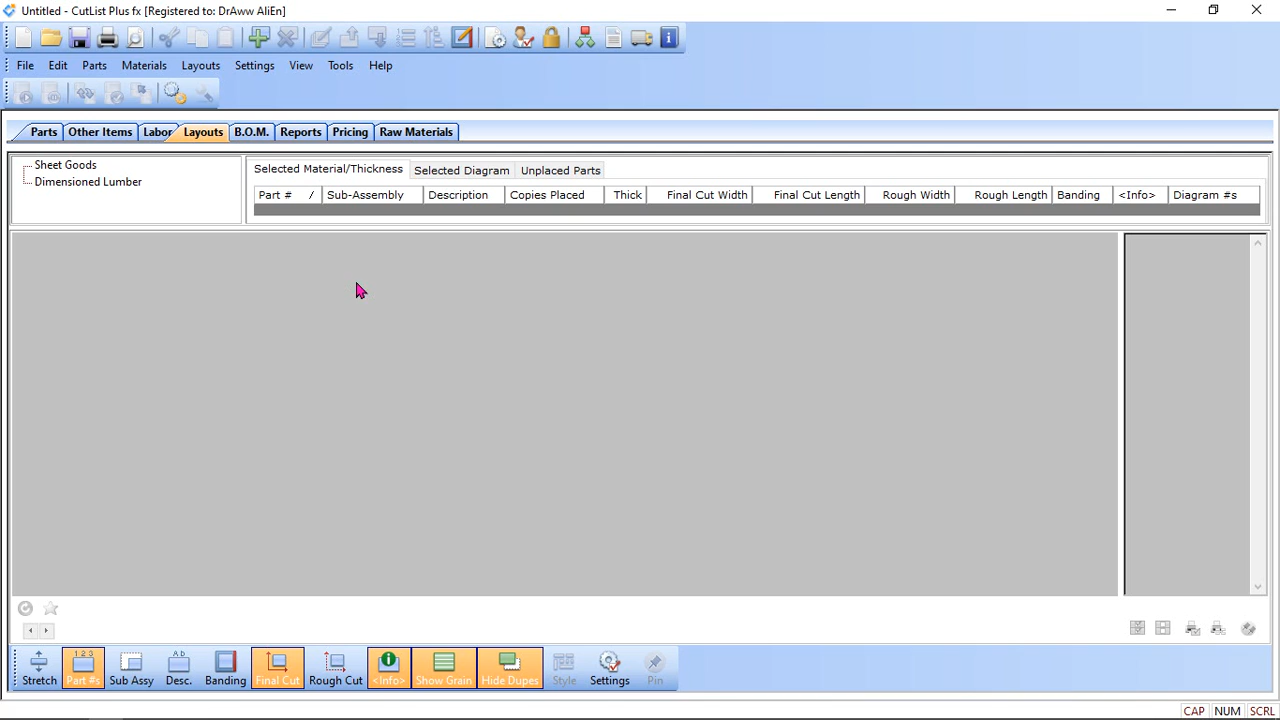 Untitled - CutList Plus fx [Registered to: DrAww AliEn]
File Edit Parts Materials Layouts Settings View Tools Help
Parts Other Items Labor Layouts B.O.M. Reports Pricing Raw Materials
Sheet Goods
Dimensioned Lumber
Selected Material/Thickness Selected Diagram Unplaced Parts
Part # / Sub-Assembly Description Copies Placed Thick Final Cut Width Final Cut Length Rough Width Rough Length Banding <Info> Diagram #s
Stretch Part #s Sub Assy Desc. Banding Final Cut Rough Cut <Info> Show Grain Hide Dupes Style Settings Pin
CAP NUM SCRL